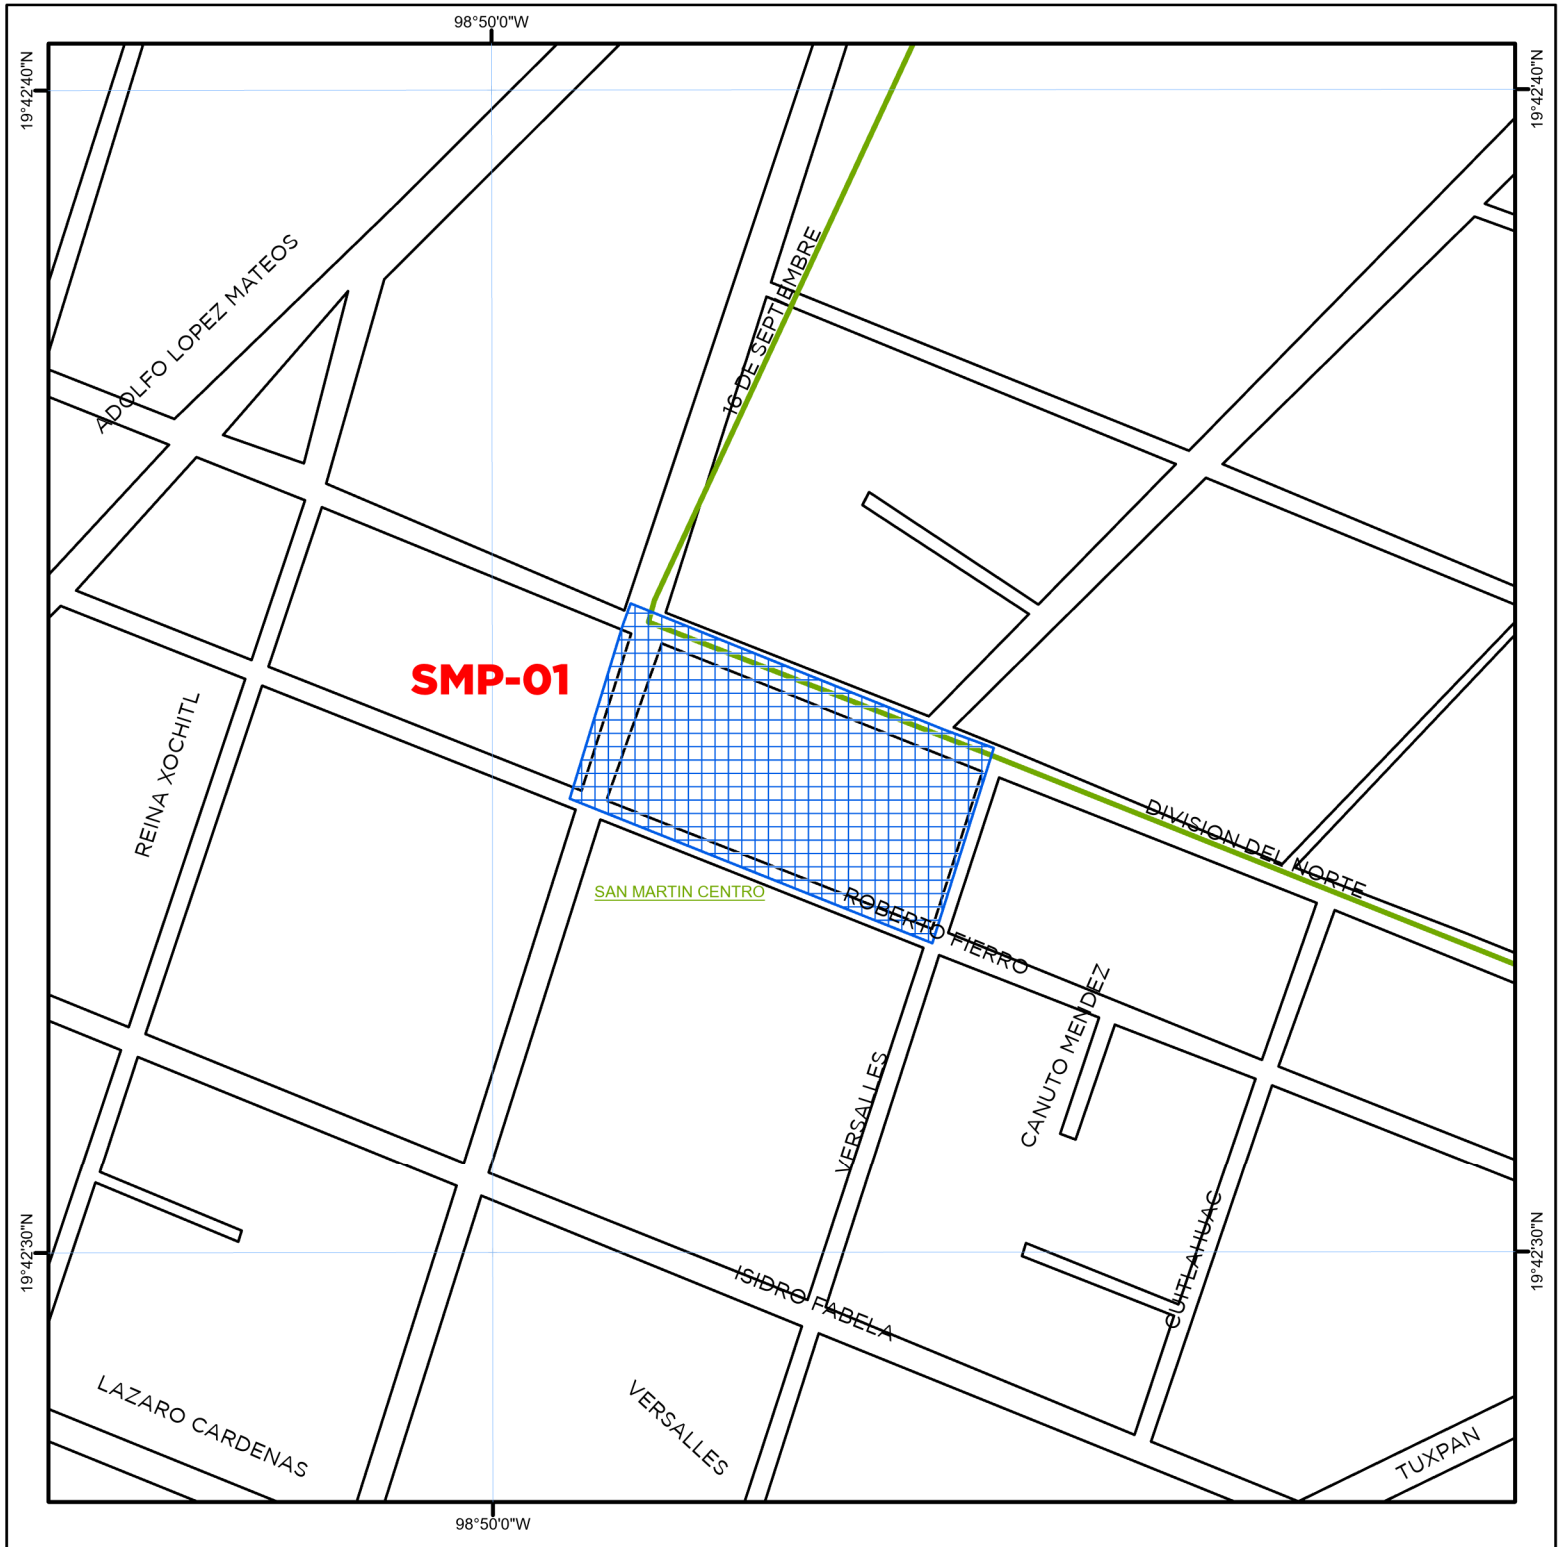 98°50'0"W
19°42'40"N
19°42'40"N
ADOLFO LOPEZ MATEOS
16 DE SEPTIEMBRE
SMP-01
REINA XOCHITL
DIVISION DEL NORTE
SAN MARTIN CENTRO
ROBERTO FIERRO
CANUTO MENDEZ
VERSALLES
CUITLAHUAC
19°42'30"N
19°42'30"N
ISIDRO FABELA
LAZARO CARDENAS
VERSALLES
TUXPAN
98°50'0"W